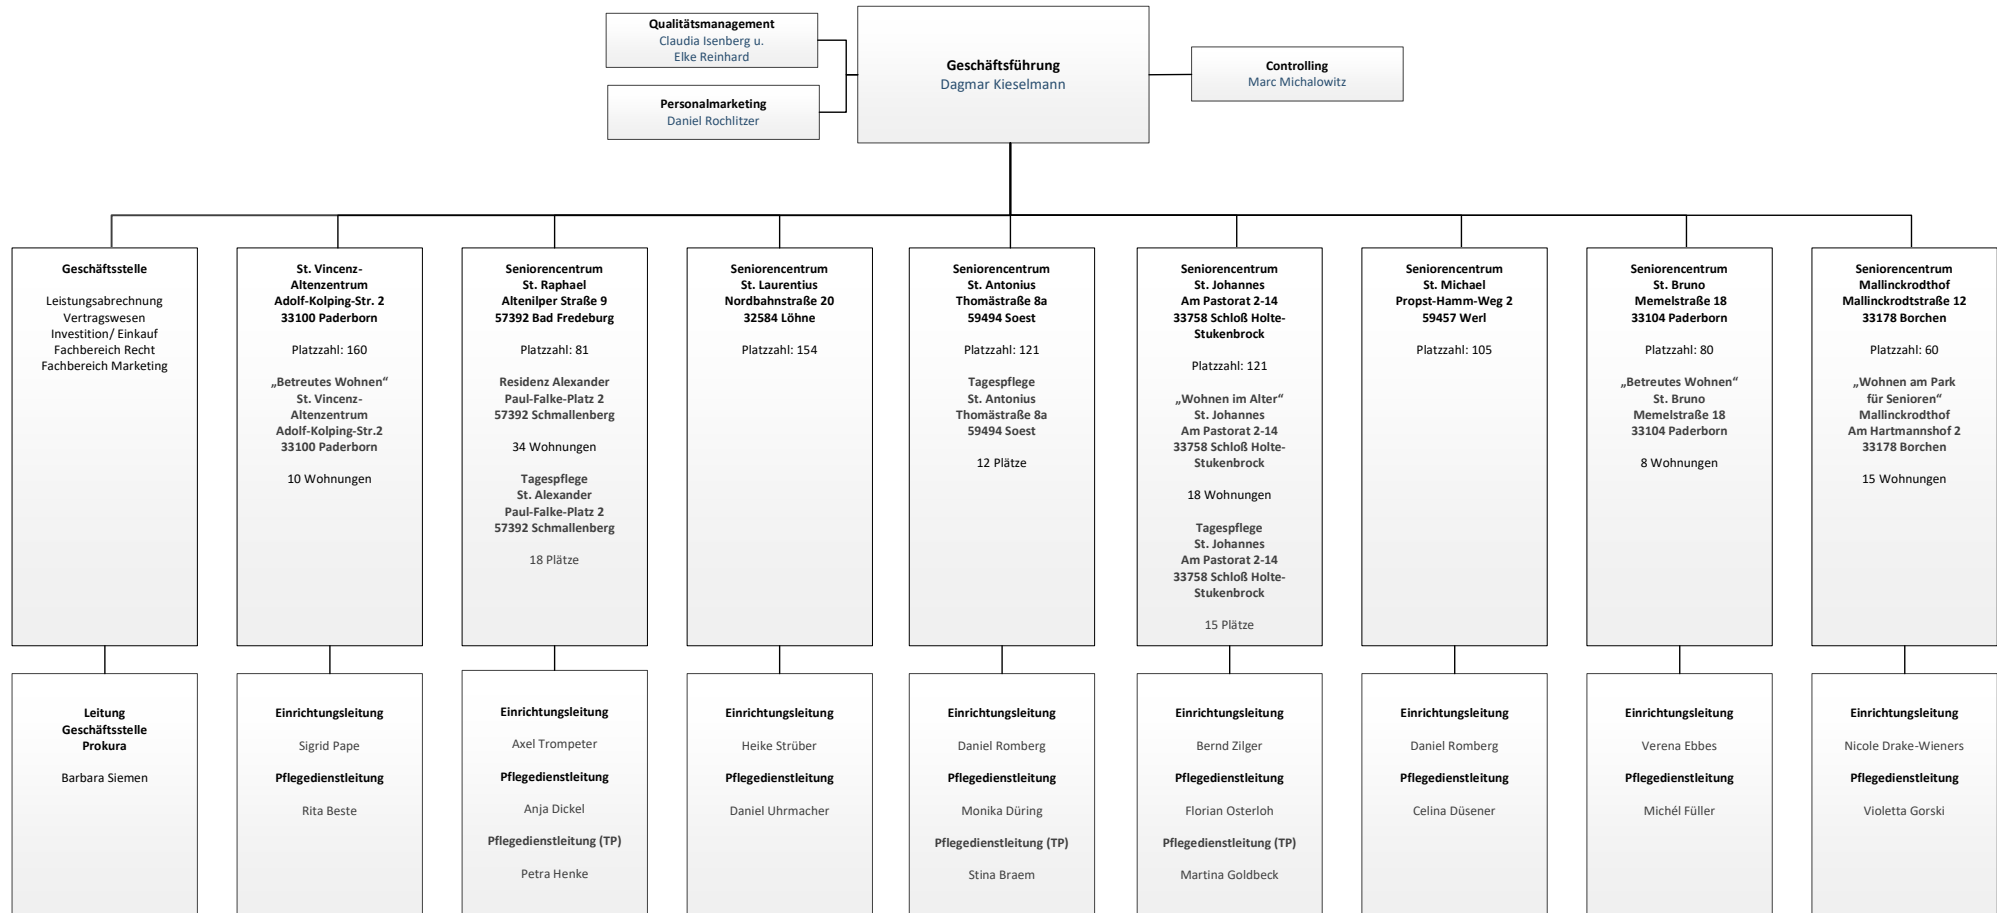 Qualitätsmanagement
Claudia Isenberg u.
Elke Reinhard
Personalmarketing
Daniel Rochlitzer
Geschäftsführung
Dagmar Kieselmann
Controlling
Marc Michalowitz
Geschäftsstelle
Leistungsabrechnung
Vertragswesen
Investition/ Einkauf
Fachbereich Recht
Fachbereich Marketing
St. Vincenz-
Altenzentrum
Adolf-Kolping-Str. 2
33100 Paderborn
Platzzahl: 160
„Betreutes Wohnen“
St. Vincenz-
Altenzentrum
Adolf-Kolping-Str.2
33100 Paderborn
10 Wohnungen
Seniorencentrum
St. Raphael
Altenilper Straße 9
57392 Bad Fredeburg
Platzzahl: 81
Residenz Alexander
Paul-Falke-Platz 2
57392 Schmallenberg
34 Wohnungen
Tagespflege
St. Alexander
Paul-Falke-Platz 2
57392 Schmallenberg
18 Plätze
Seniorencentrum
St. Laurentius
Nordbahnstraße 20
32584 Löhne
Platzzahl: 154
Seniorencentrum
St. Antonius
Thomästraße 8a
59494 Soest
Platzzahl: 121
Tagespflege
St. Antonius
Thomästraße 8a
59494 Soest
12 Plätze
Seniorencentrum
St. Johannes
Am Pastorat 2-14
33758 Schloß Holte-
Stukenbrock
Platzzahl: 121
„Wohnen im Alter“
St. Johannes
Am Pastorat 2-14
33758 Schloß Holte-
Stukenbrock
18 Wohnungen
Tagespflege
St. Johannes
Am Pastorat 2-14
33758 Schloß Holte-
Stukenbrock
15 Plätze
Seniorencentrum
St. Michael
Propst-Hamm-Weg 2
59457 Werl
Platzzahl: 105
Seniorencentrum
St. Bruno
Memelstraße 18
33104 Paderborn
Platzzahl: 80
„Betreutes Wohnen“
St. Bruno
Memelstraße 18
33104 Paderborn
8 Wohnungen
Seniorencentrum
Mallinckrodthof
Mallinckrodtstraße 12
33178 Borchen
Platzzahl: 60
„Wohnen am Park
für Senioren“
Mallinckrodthof
Am Hartmannshof 2
33178 Borchen
15 Wohnungen
Leitung
Geschäftsstelle
Prokura
Barbara Siemen
Einrichtungsleitung
Sigrid Pape
Pflegedienstleitung
Rita Beste
Einrichtungsleitung
Axel Trompeter
Pflegedienstleitung
Anja Dickel
Pflegedienstleitung (TP)
Petra Henke
Einrichtungsleitung
Heike Strüber
Pflegedienstleitung
Daniel Uhrmacher
Einrichtungsleitung
Daniel Romberg
Pflegedienstleitung
Monika Düring
Pflegedienstleitung (TP)
Stina Braem
Einrichtungsleitung
Bernd Zilger
Pflegedienstleitung
Florian Osterloh
Pflegedienstleitung (TP)
Martina Goldbeck
Einrichtungsleitung
Daniel Romberg
Pflegedienstleitung
Celina Düsener
Einrichtungsleitung
Verena Ebbes
Pflegedienstleitung
Michél Füller
Einrichtungsleitung
Nicole Drake-Wieners
Pflegedienstleitung
Violetta Gorski